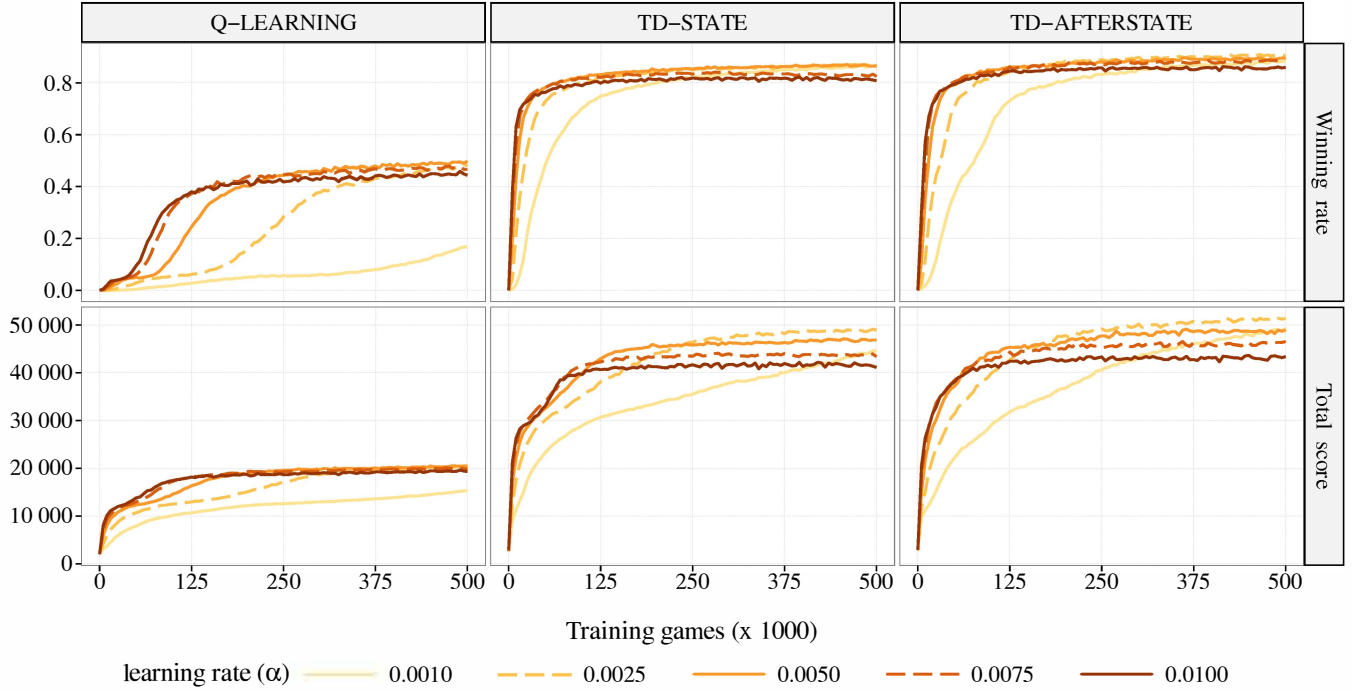 Q−LEARNING
TD−STATE
TD−AFTERSTATE
0.8
0.6
0.4
0.2
0.0
Winning rate
50 000
40 000
30 000
20 000
10 000
0
Total score
0 125 250 375 500
0 125 250 375 500
0 125 250 375 500
Training games (x 1000)
learning rate (α) 0.0010 0.0025 0.0050 0.0075 0.0100